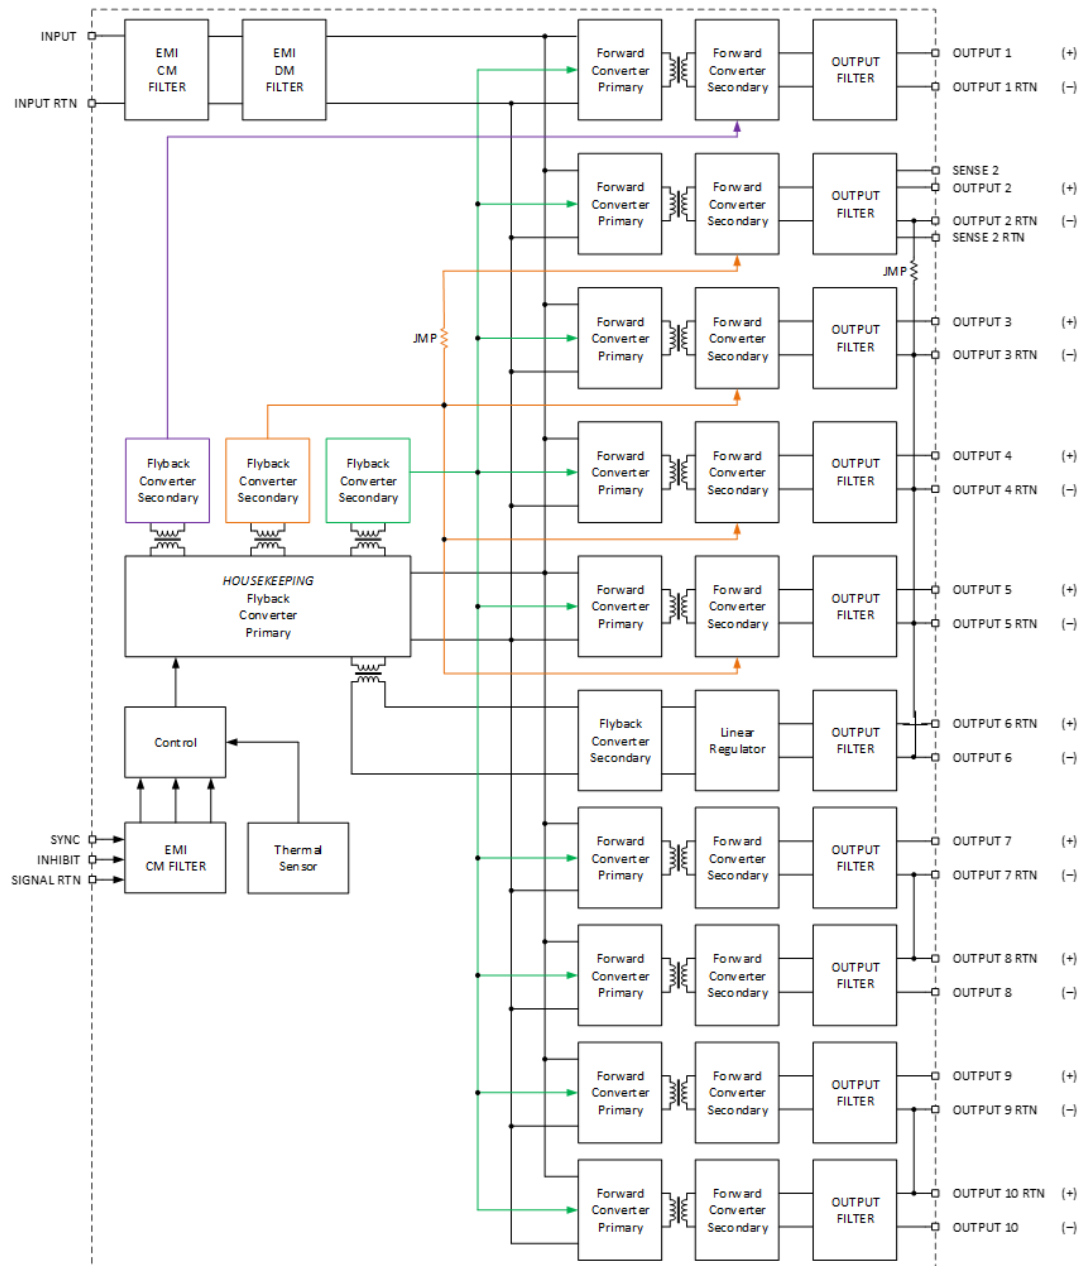 INPUT
INPUT RTN
EMI
CM
FILTER
EMI
DM
FILTER
Forward
Converter
Primary
Forward
Converter
Secondary
OUTPUT
FILTER
OUTPUT 1 (+)
OUTPUT 1 RTN (−)
Forward
Converter
Primary
Forward
Converter
Secondary
OUTPUT
FILTER
SENSE 2
OUTPUT 2 (+)
OUTPUT 2 RTN (−)
SENSE 2 RTN
JMP
JMP
Forward
Converter
Primary
Forward
Converter
Secondary
OUTPUT
FILTER
OUTPUT 3 (+)
OUTPUT 3 RTN (−)
Flyback
Converter
Secondary
Flyback
Converter
Secondary
Flyback
Converter
Secondary
Forward
Converter
Primary
Forward
Converter
Secondary
OUTPUT
FILTER
OUTPUT 4 (+)
OUTPUT 4 RTN (−)
HOUSEKEEPING
Flyback
Converter
Primary
Forward
Converter
Primary
Forward
Converter
Secondary
OUTPUT
FILTER
OUTPUT 5 (+)
OUTPUT 5 RTN (−)
Control
Flyback
Converter
Secondary
Linear
Regulator
OUTPUT
FILTER
OUTPUT 6 RTN (+)
OUTPUT 6 (−)
SYNC
INHIBIT
SIGNAL RTN
EMI
CM FILTER
Thermal
Sensor
Forward
Converter
Primary
Forward
Converter
Secondary
OUTPUT
FILTER
OUTPUT 7 (+)
OUTPUT 7 RTN (−)
Forward
Converter
Primary
Forward
Converter
Secondary
OUTPUT
FILTER
OUTPUT 8 RTN (+)
OUTPUT 8 (−)
Forward
Converter
Primary
Forward
Converter
Secondary
OUTPUT
FILTER
OUTPUT 9 (+)
OUTPUT 9 RTN (−)
Forward
Converter
Primary
Forward
Converter
Secondary
OUTPUT
FILTER
OUTPUT 10 RTN (+)
OUTPUT 10 (−)